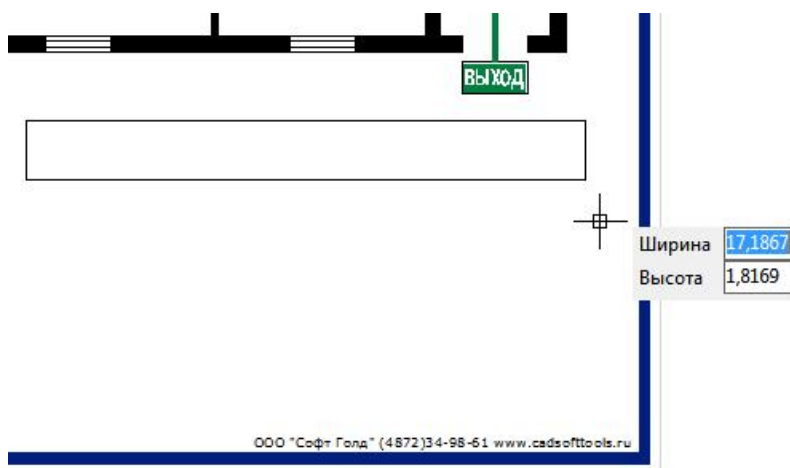 ВЫХОД
Ширина 17,1867
Высота 1,8169
ООО "Софт Голд" (4872)34-98-61 www.cadsofttools.ru